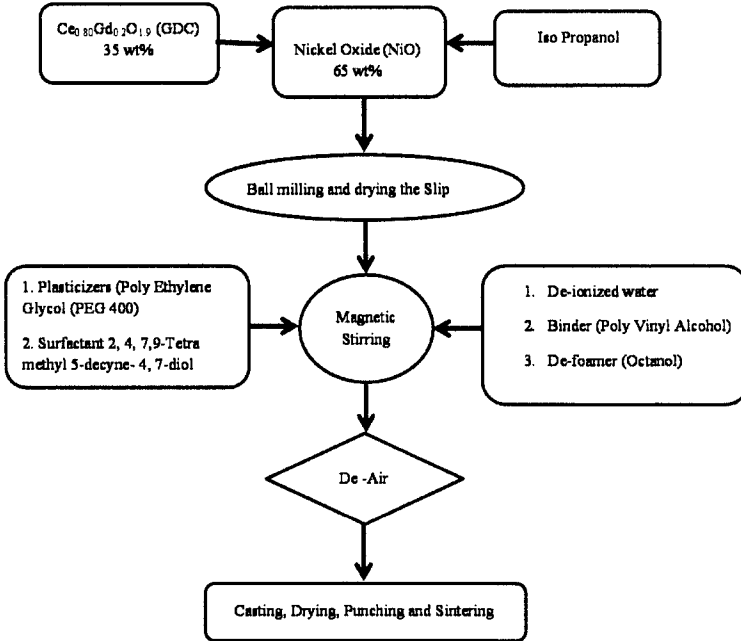 Ce₀.₈₀Gd₀.₂O₁.₉ (GDC)
35 wt%
Nickel Oxide (NiO)
65 wt%
Iso Propanol
Ball milling and drying the Slip
1. Plasticizers (Poly Ethylene
Glycol (PEG 400)
2. Surfactant 2, 4, 7,9-Tetra
methyl 5-decyne- 4, 7-diol
Magnetic
Stirring
1. De-ionized water
2. Binder (Poly Vinyl Alcohol)
3. De-foamer (Octanol)
De -Air
Casting, Drying, Punching and Sintering